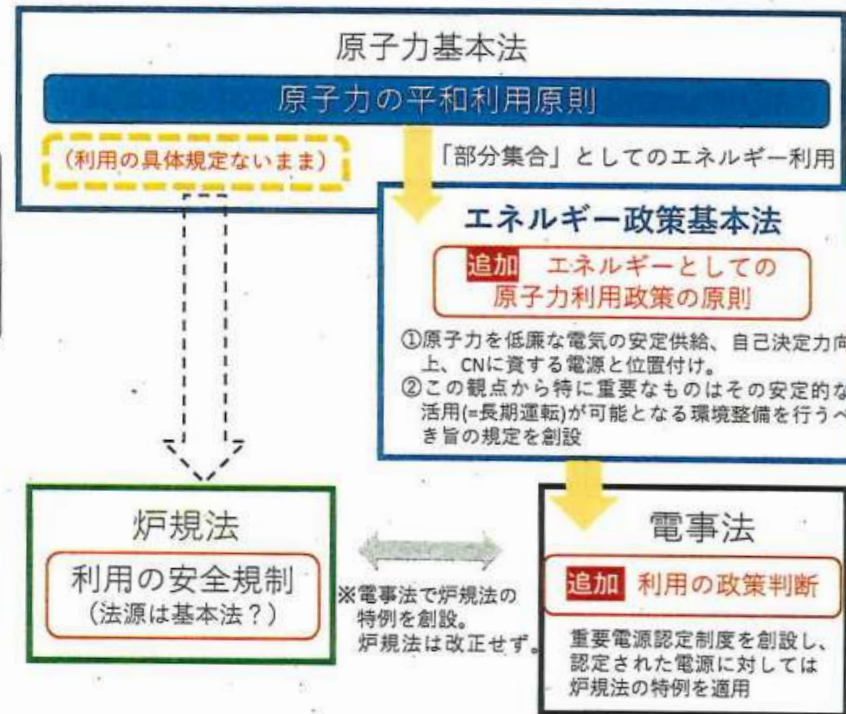 原子力基本法
原子力の平和利用原則
(利用の具体規定ないまま)
「部分集合」としてのエネルギー利用
エネルギー政策基本法
追加 エネルギーとしての
原子力利用政策の原則
①原子力を低廉な電気の安定供給、自己決定力向
上、CNに資する電源と位置付け。
②この観点から特に重要なものはその安定的な
活用(=長期運転)が可能となる環境整備を行うべ
き旨の規定を創設
炉規法
利用の安全規制
(法源は基本法？)
※電事法で炉規法の
特例を創設。
炉規法は改正せず。
電事法
追加 利用の政策判断
重要電源認定制度を創設し、
認定された電源に対しては
炉規法の特例を適用